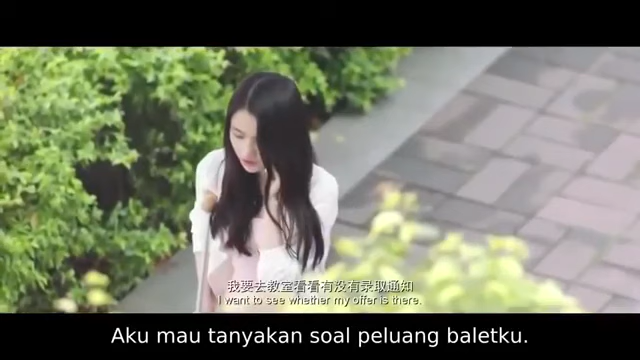 我要去教室看看有没有录取通知
I want to see whether my offer is there.
Aku mau tanyakan soal peluang baletku.